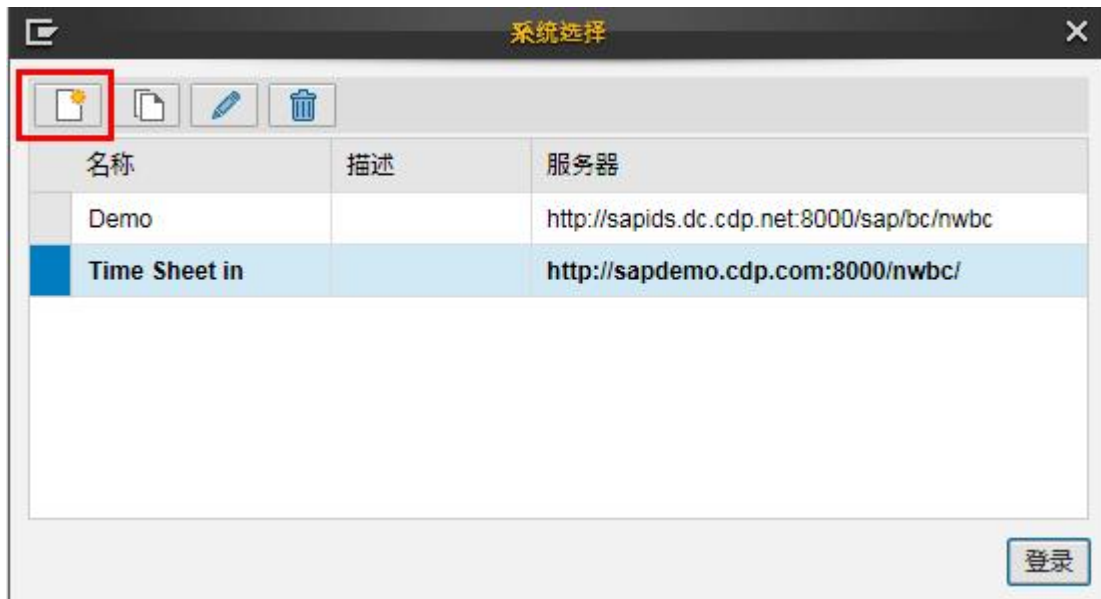 系统选择
名称 描述 服务器
Demo http://sapids.dc.cdp.net:8000/sap/bc/nwbc
Time Sheet in http://sapdemo.cdp.com:8000/nwbc/
登录